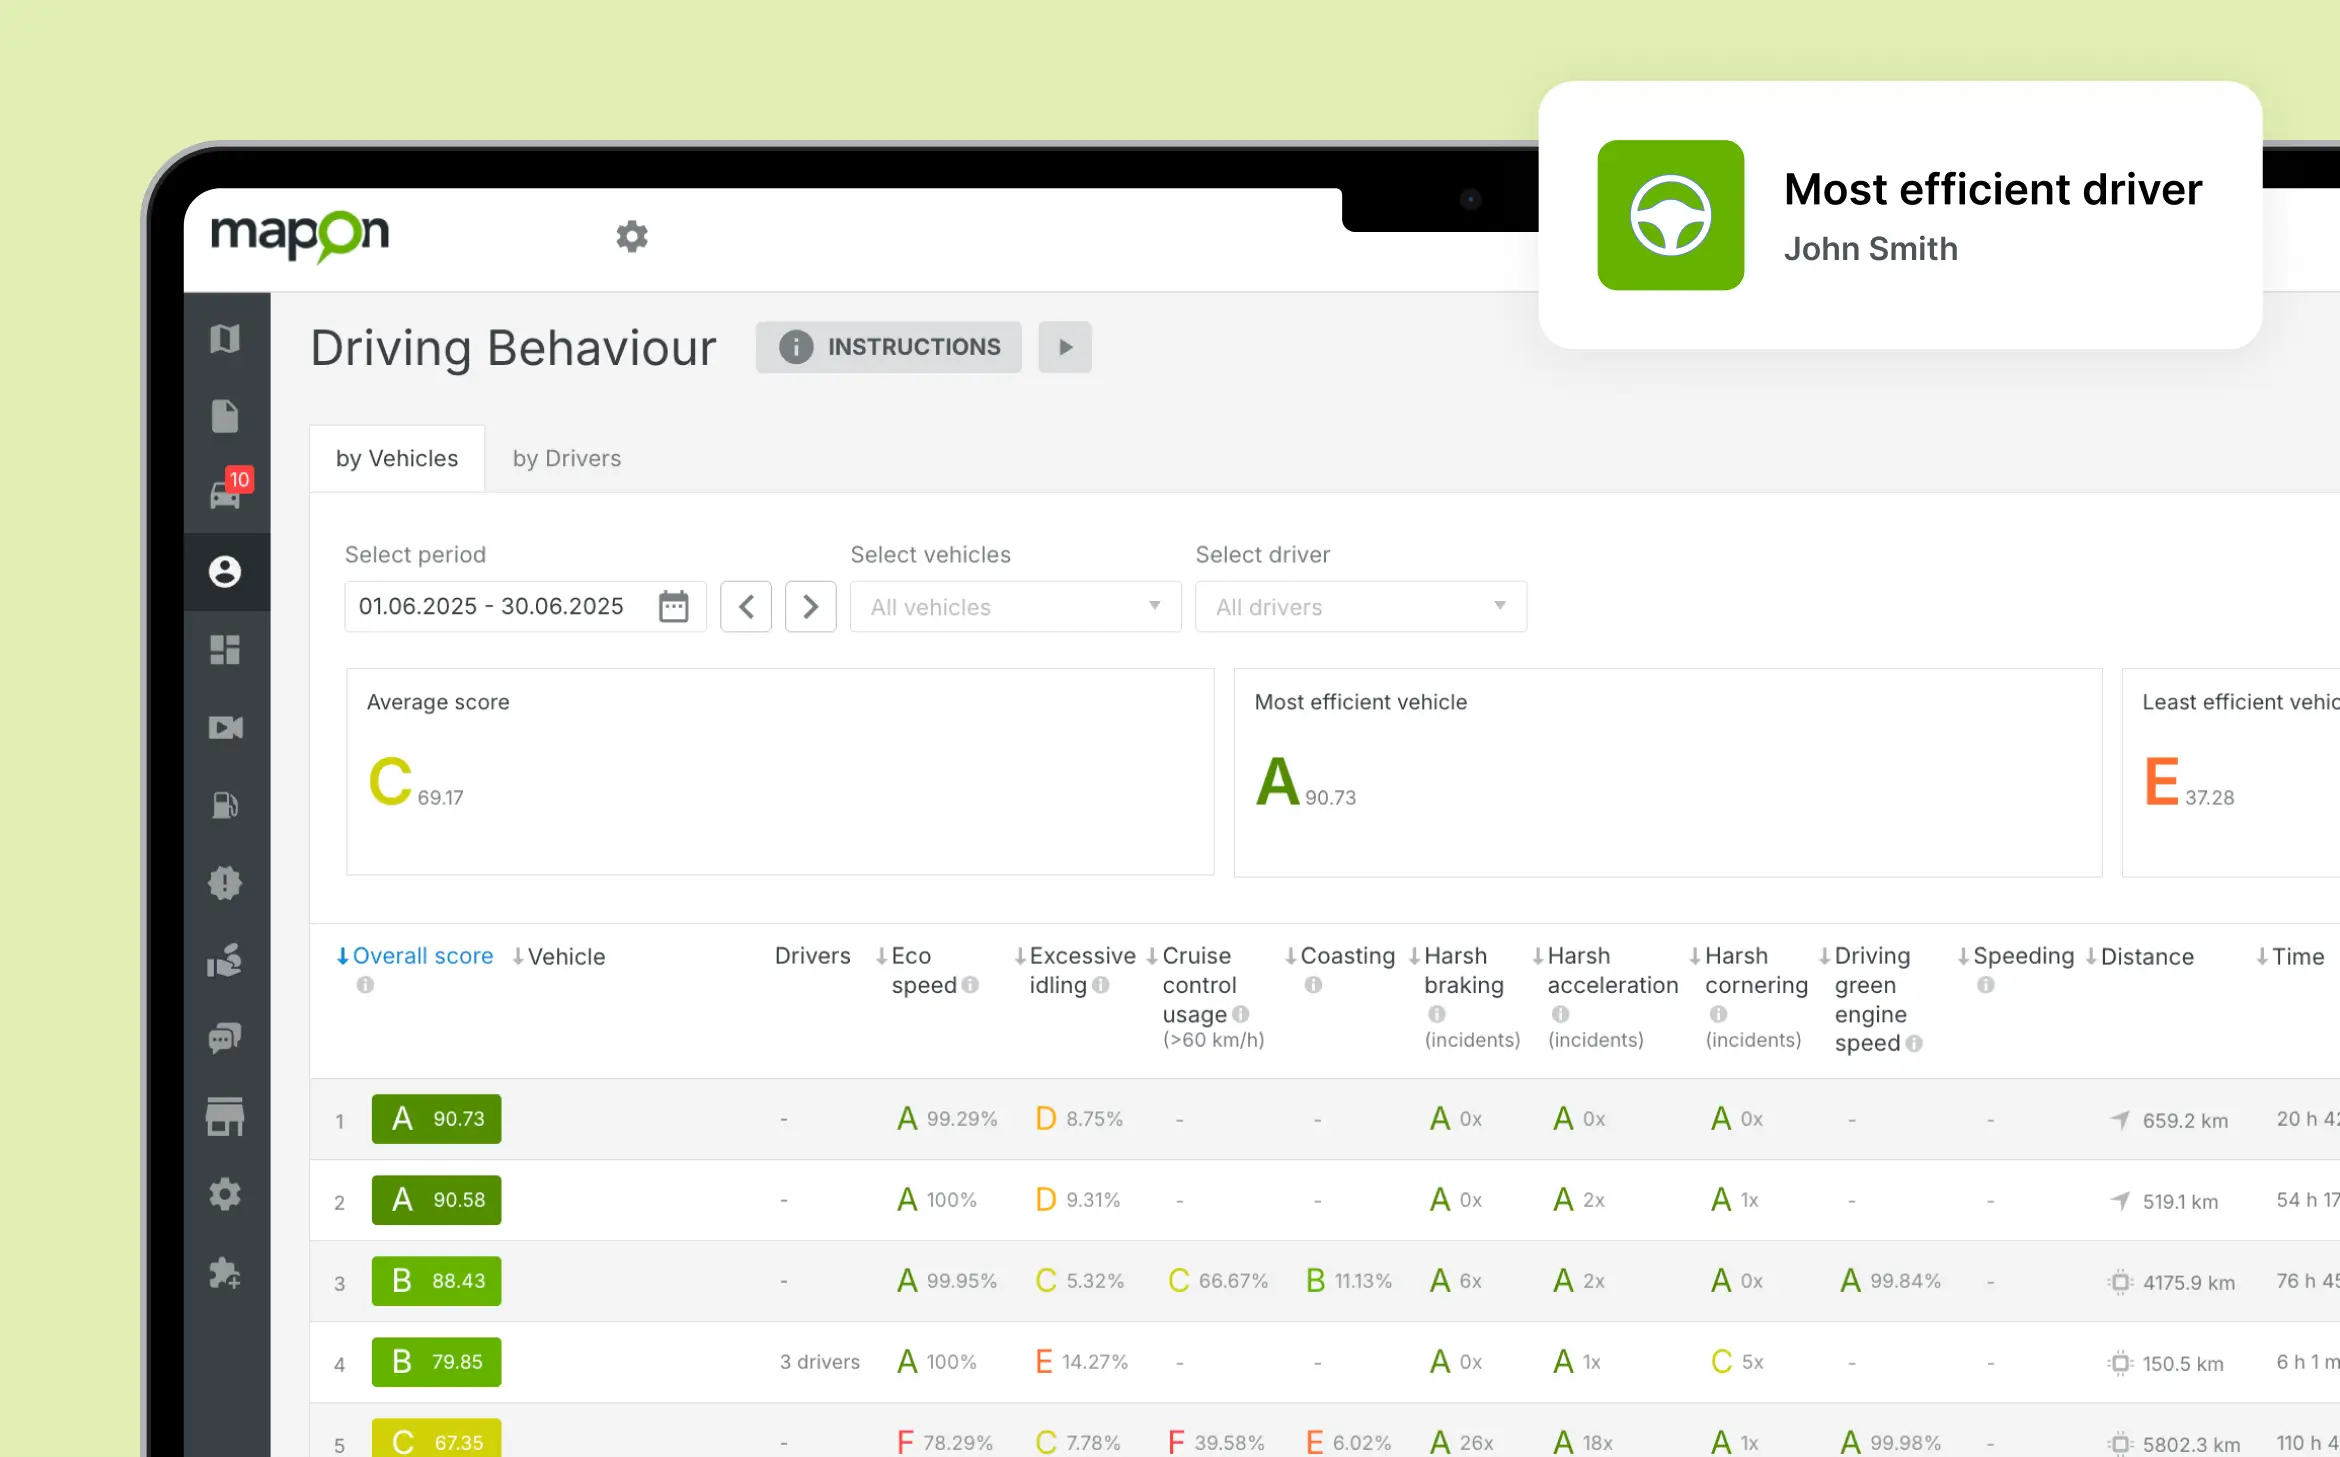 Most efficient driver
John Smith
mapon
Driving Behaviour
INSTRUCTIONS
by Vehicles
by Drivers
10
Select period
Select vehicles
Select driver
01.06.2025 - 30.06.2025
All vehicles
All drivers
Average score
C 69.17
Most efficient vehicle
A 90.73
Least efficient vehic
E 37.28
Overall score
Vehicle
Drivers
Eco
speed
Excessive
idling
Cruise
control
usage
(>60 km/h)
Coasting
Harsh
braking
(incidents)
Harsh
acceleration
(incidents)
Harsh
cornering
(incidents)
Driving
green
engine
speed
Speeding
Distance
Time
1 A 90.73 - A 99.29% D 8.75% - - A 0x A 0x A 0x - - 659.2 km 20 h 42
2 A 90.58 - A 100% D 9.31% - - A 0x A 2x A 1x - - 519.1 km 54 h 17
3 B 88.43 - A 99.95% C 5.32% C 66.67% B 11.13% A 6x A 2x A 0x A 99.84% - 4175.9 km 76 h 45
4 B 79.85 3 drivers A 100% E 14.27% - - A 0x A 1x C 5x - - 150.5 km 6 h 1 m
5 C 67.35 - F 78.29% C 7.78% F 39.58% E 6.02% A 26x A 18x A 1x A 99.98% - 5802.3 km 110 h 4